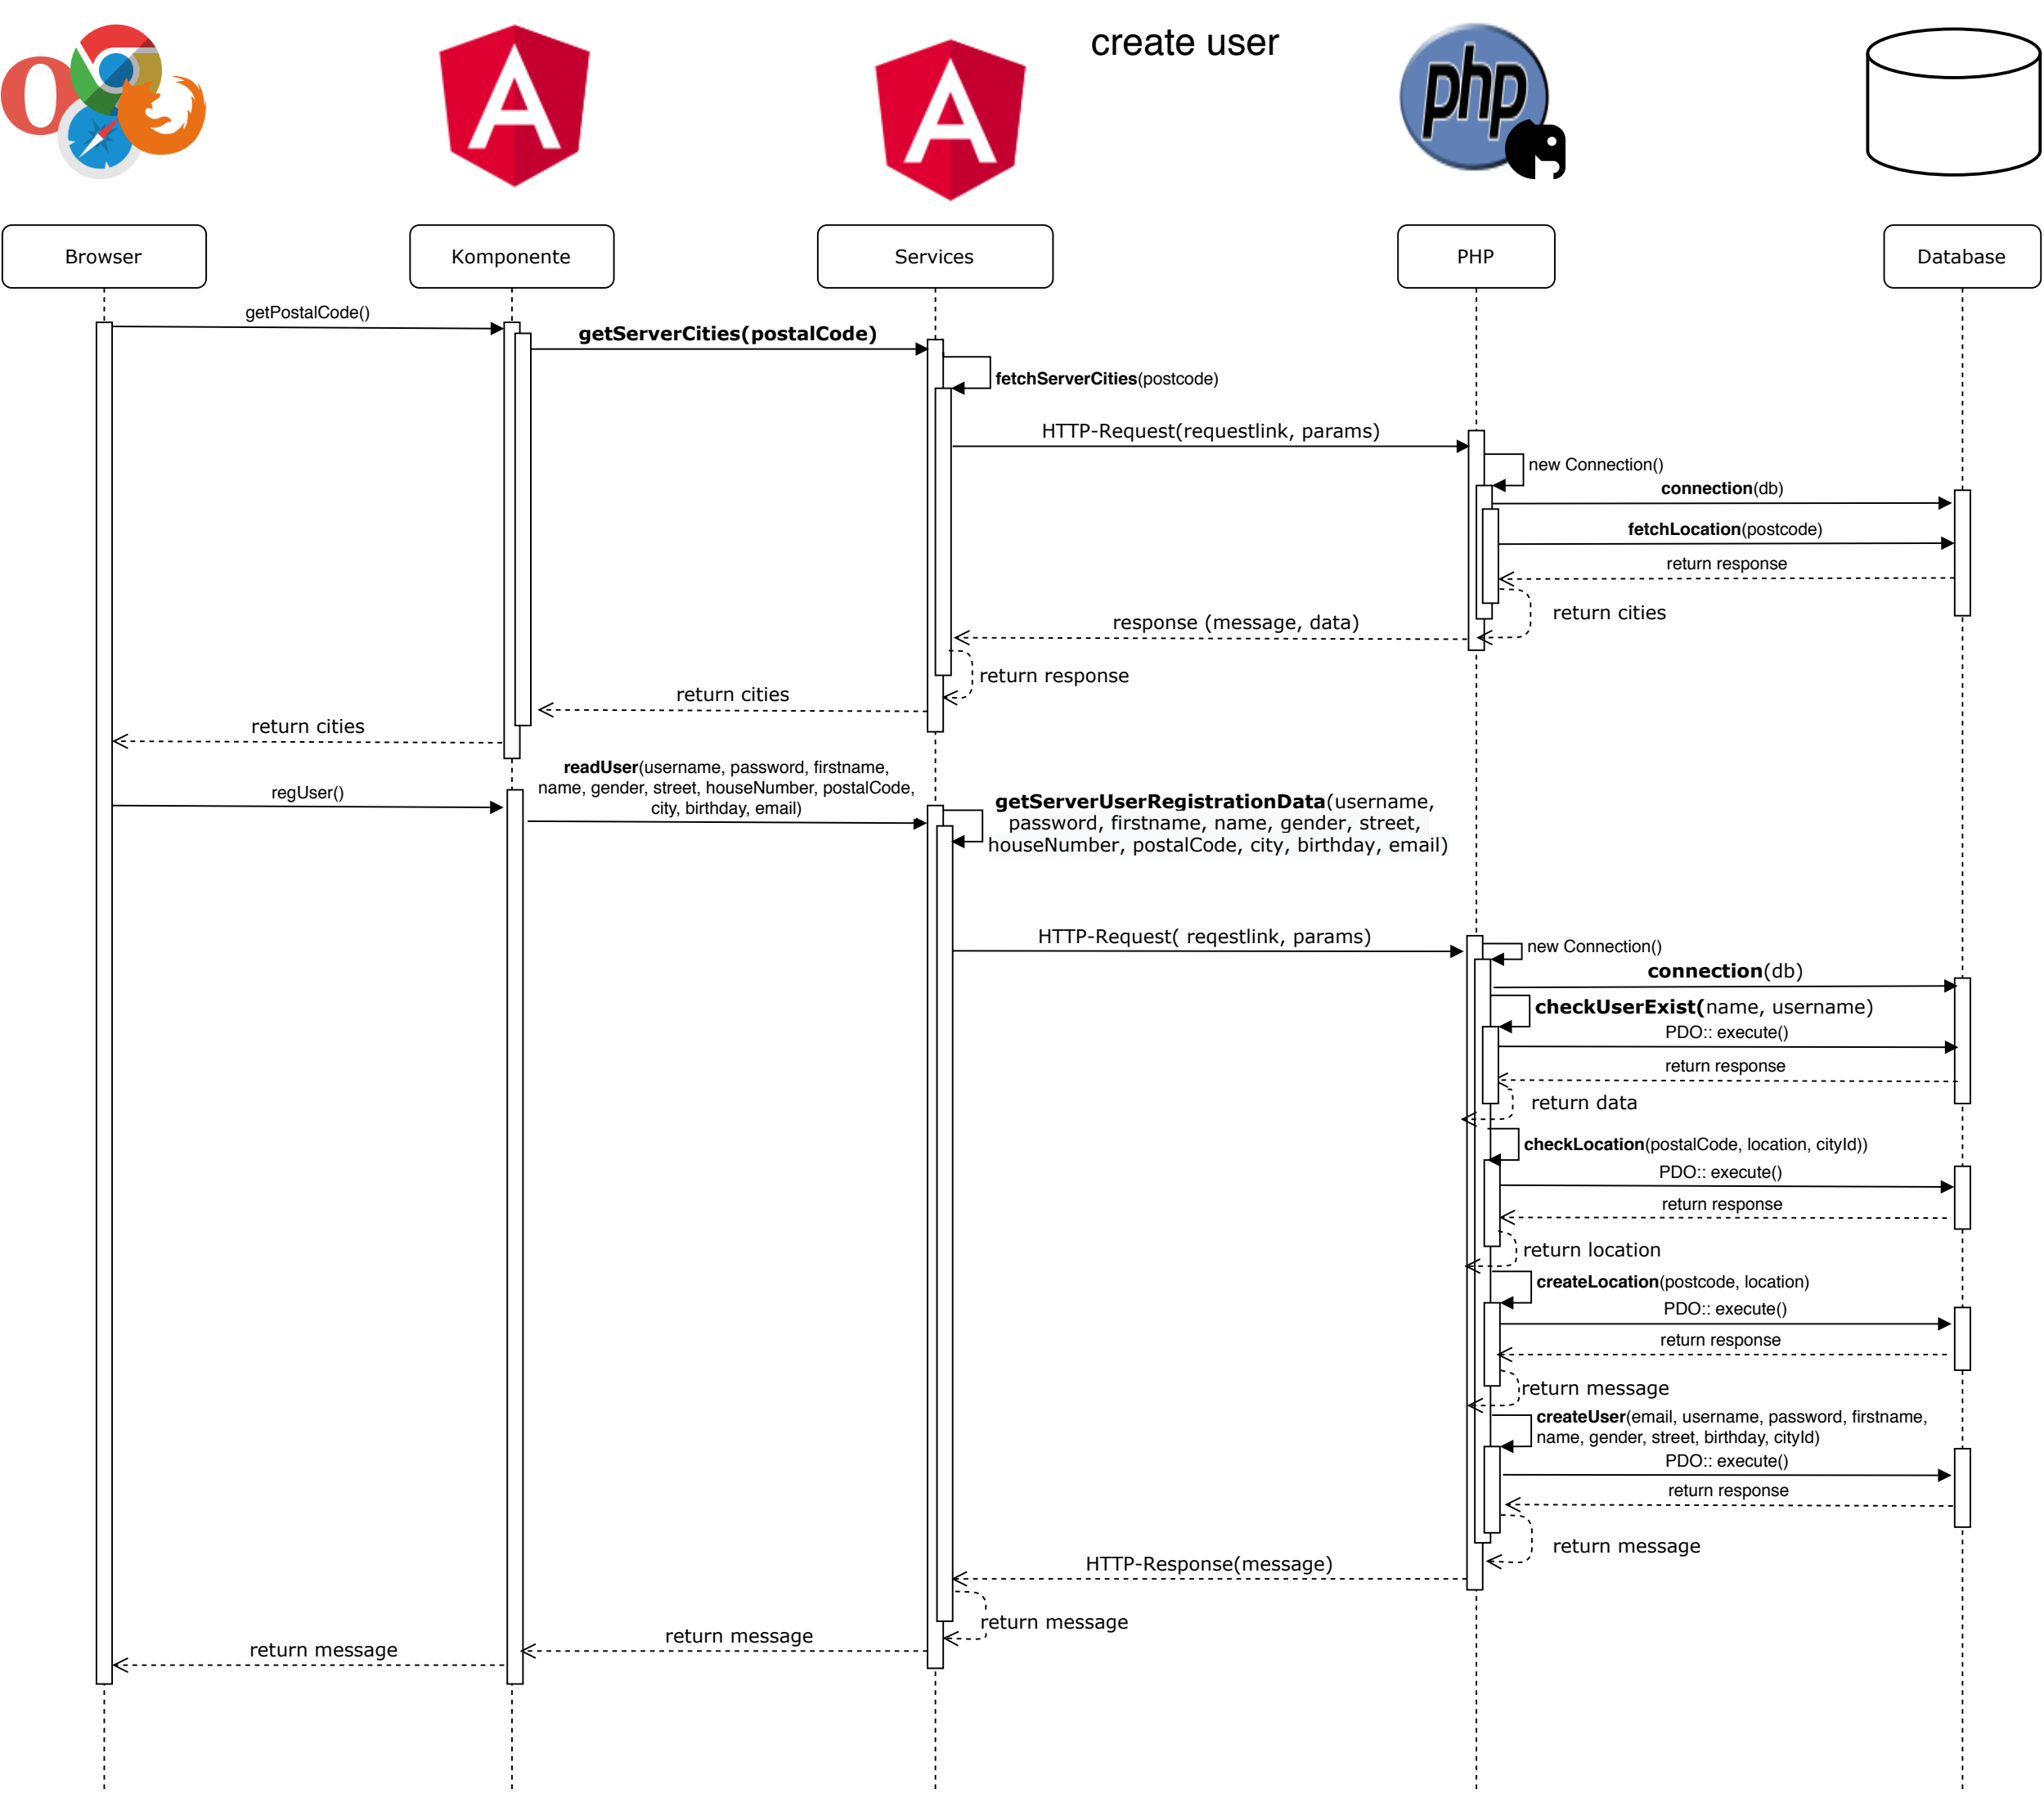 create user
php
Browser
Komponente
Services
PHP
Database
getPostalCode()
getServerCities(postalCode)
fetchServerCities(postcode)
HTTP-Request(requestlink, params)
new Connection()
connection(db)
fetchLocation(postcode)
return response
return cities
response (message, data)
return response
return cities
return cities
readUser(username, password, firstname,
name, gender, street, houseNumber, postalCode,
city, birthday, email)
regUser()
getServerUserRegistrationData(username,
password, firstname, name, gender, street,
houseNumber, postalCode, city, birthday, email)
HTTP-Request( reqestlink, params)
new Connection()
connection(db)
checkUserExist(name, username)
PDO:: execute()
return response
return data
checkLocation(postalCode, location, cityId))
PDO:: execute()
return response
return location
createLocation(postcode, location)
PDO:: execute()
return response
return message
createUser(email, username, password, firstname,
name, gender, street, birthday, cityId)
PDO:: execute()
return response
return message
HTTP-Response(message)
return message
return message
return message